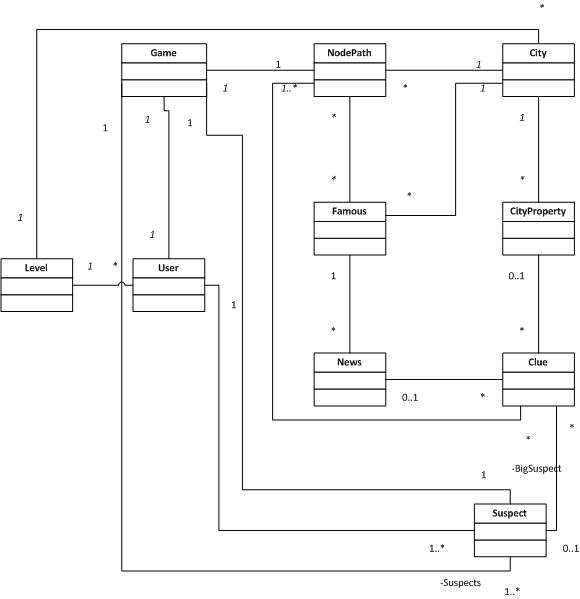 *
Game
NodePath
City
1
1
1
1..*
*
1
1
1
1
*
1
*
*
*
1
Famous
CityProperty
1
Level
1
*
User
1
0..1
1
*
*
News
Clue
0..1
*
*
*
-BigSuspect
1
Suspect
1..*
0..1
-Suspects
1..*